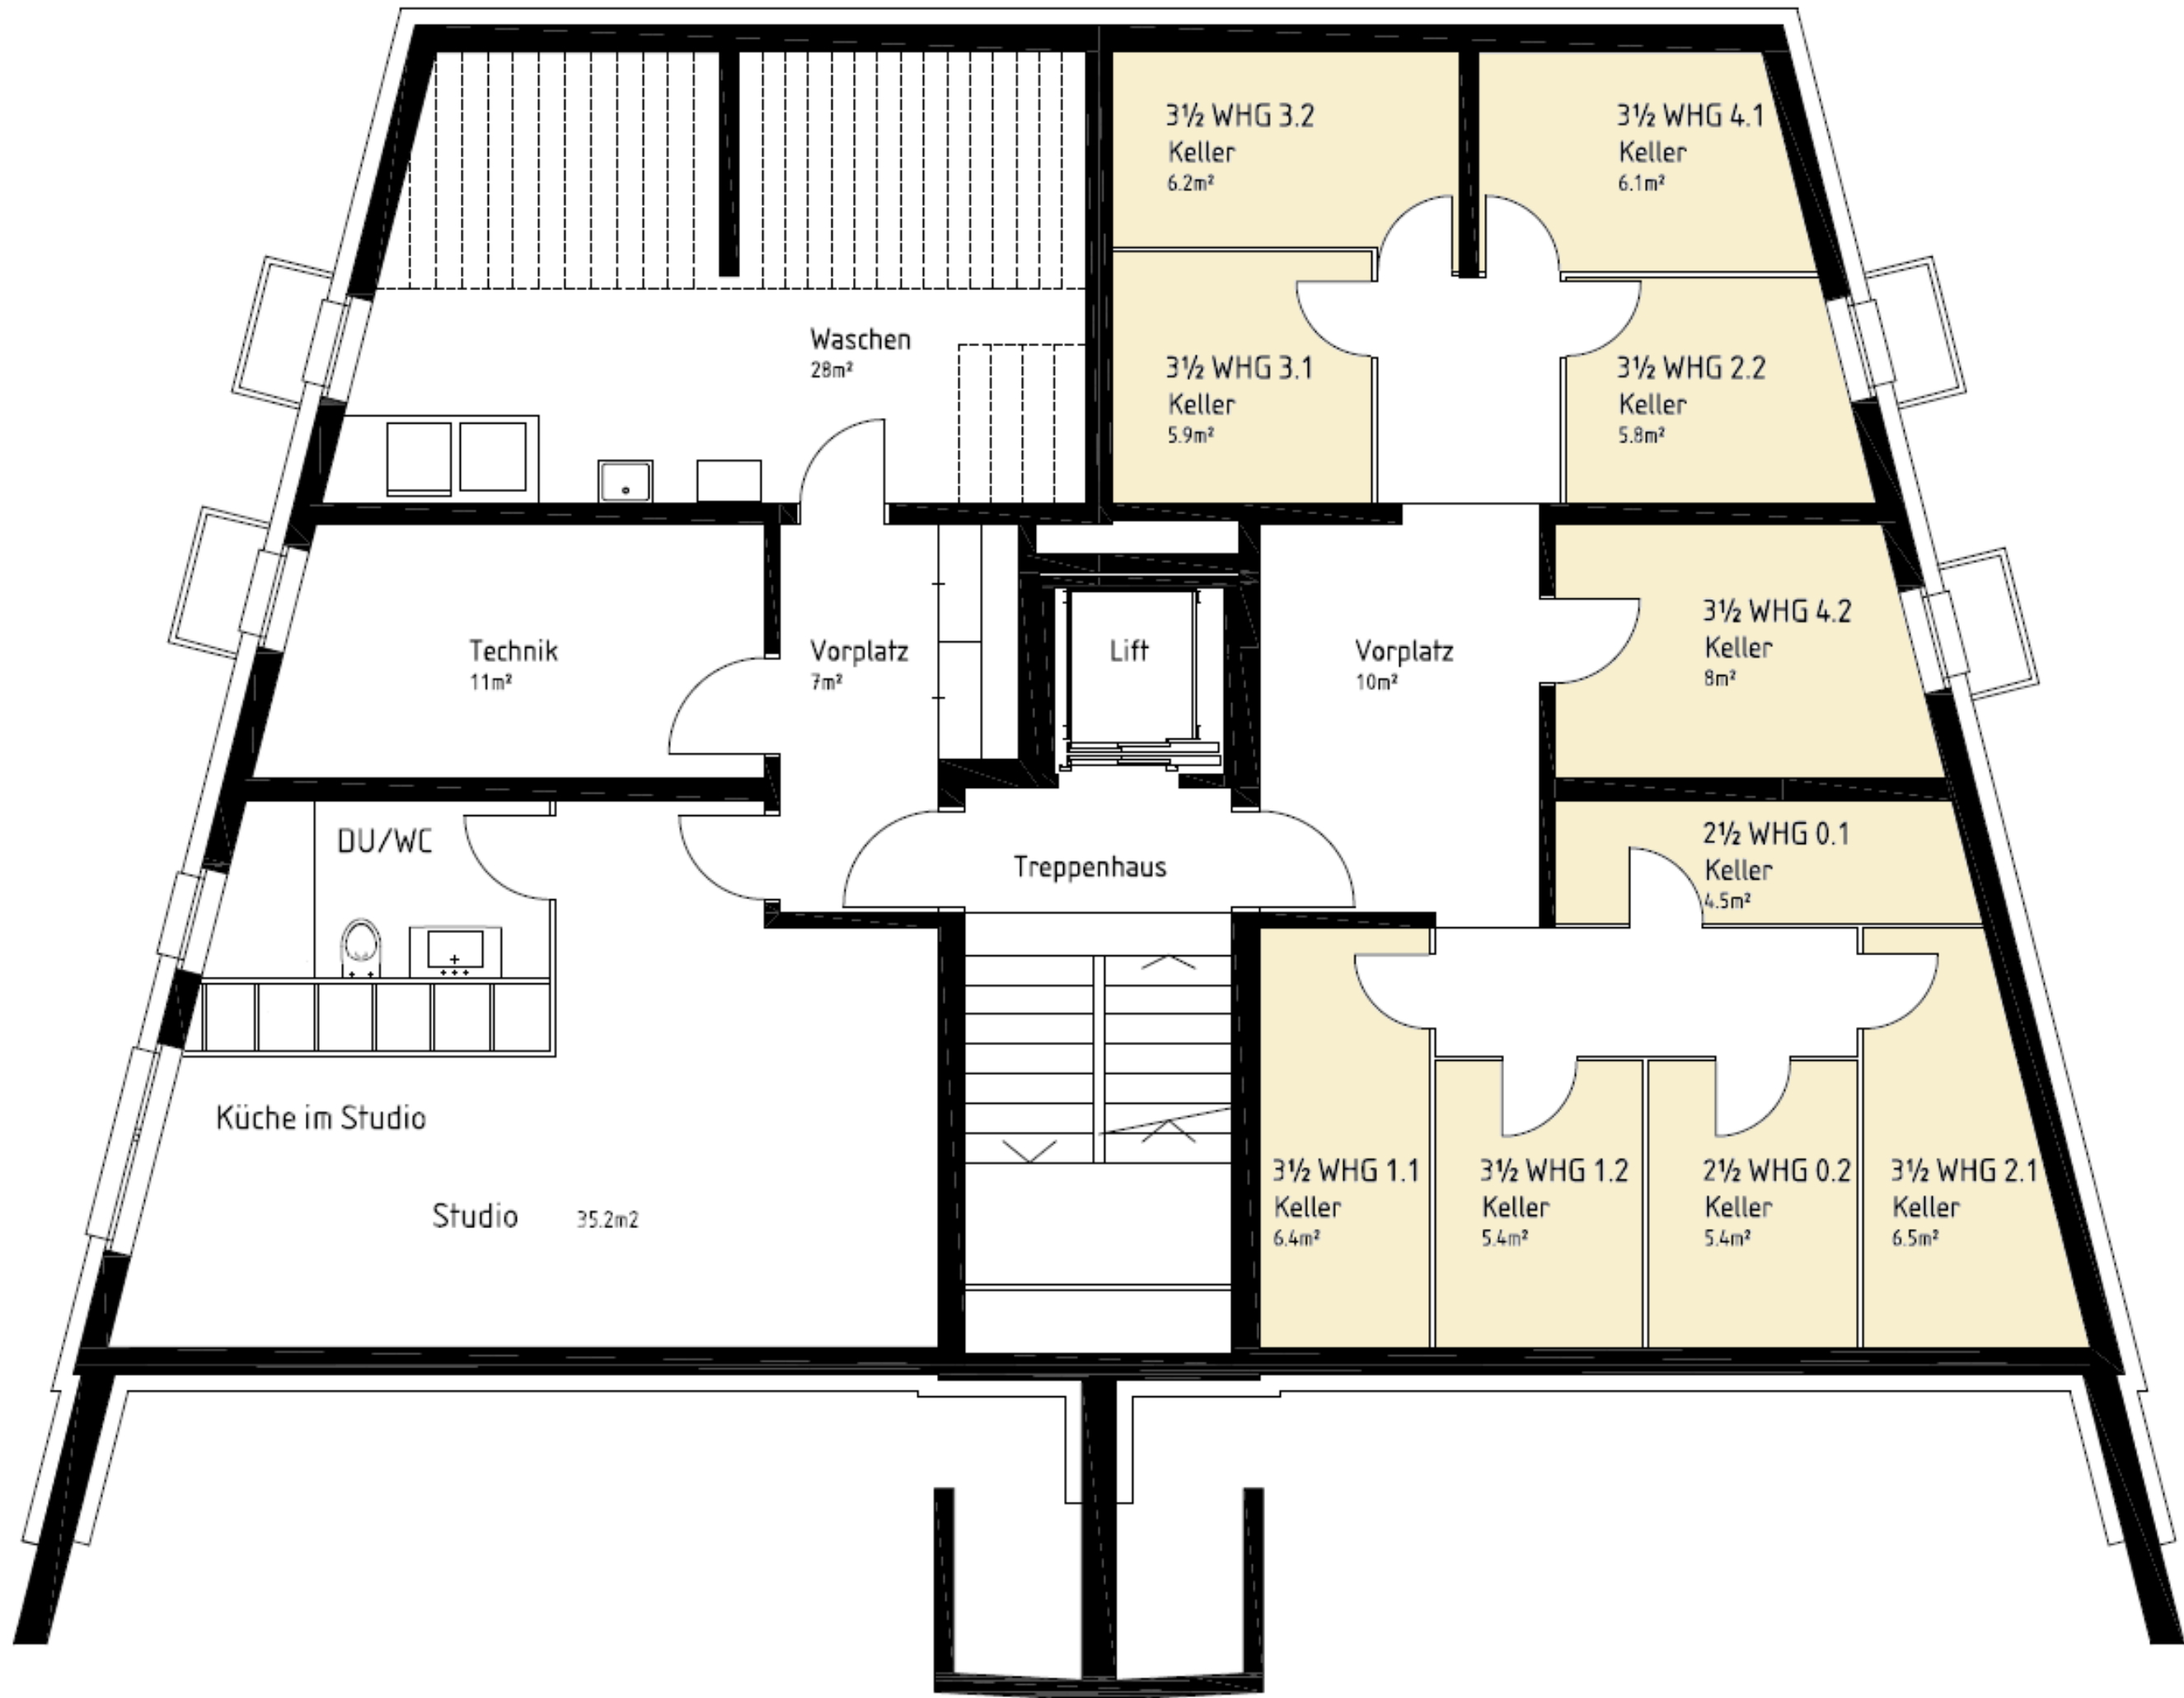 3½ WHG 3.2
Keller
6.2m²
3½ WHG 4.1
Keller
6.1m²
Waschen
28m²
3½ WHG 3.1
Keller
5.9m²
3½ WHG 2.2
Keller
5.8m²
Technik
11m²
Vorplatz
7m²
Lift
Vorplatz
10m²
3½ WHG 4.2
Keller
8m²
DU/WC
Treppenhaus
2½ WHG 0.1
Keller
4.5m²
Küche im Studio
Studio 35.2m2
3½ WHG 1.1
Keller
6.4m²
3½ WHG 1.2
Keller
5.4m²
2½ WHG 0.2
Keller
5.4m²
3½ WHG 2.1
Keller
6.5m²